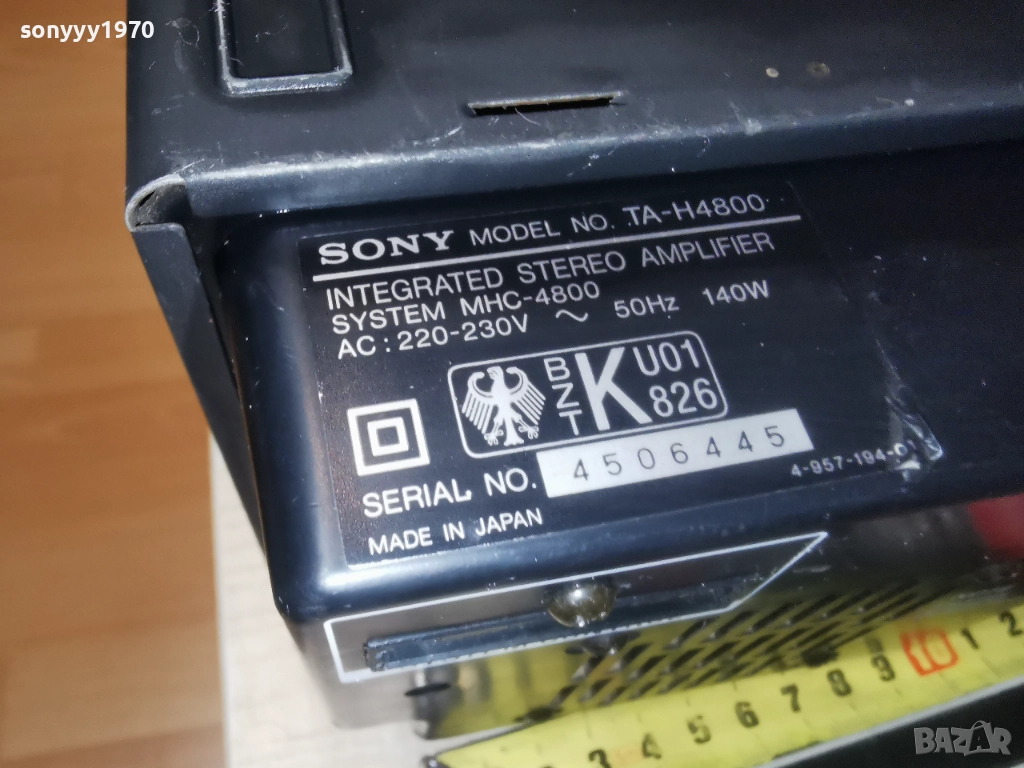 sonyyy1970
SONY MODEL NO. TA-H4800
INTEGRATED STEREO AMPLIFIER
SYSTEM MHC-4800
AC : 220-230V ~ 50Hz 140W
BZT K U01 826
SERIAL NO. 4506445
4-957-194-
MADE IN JAPAN
3 4 5 6 7 8 9 10 1 2
BAZAR